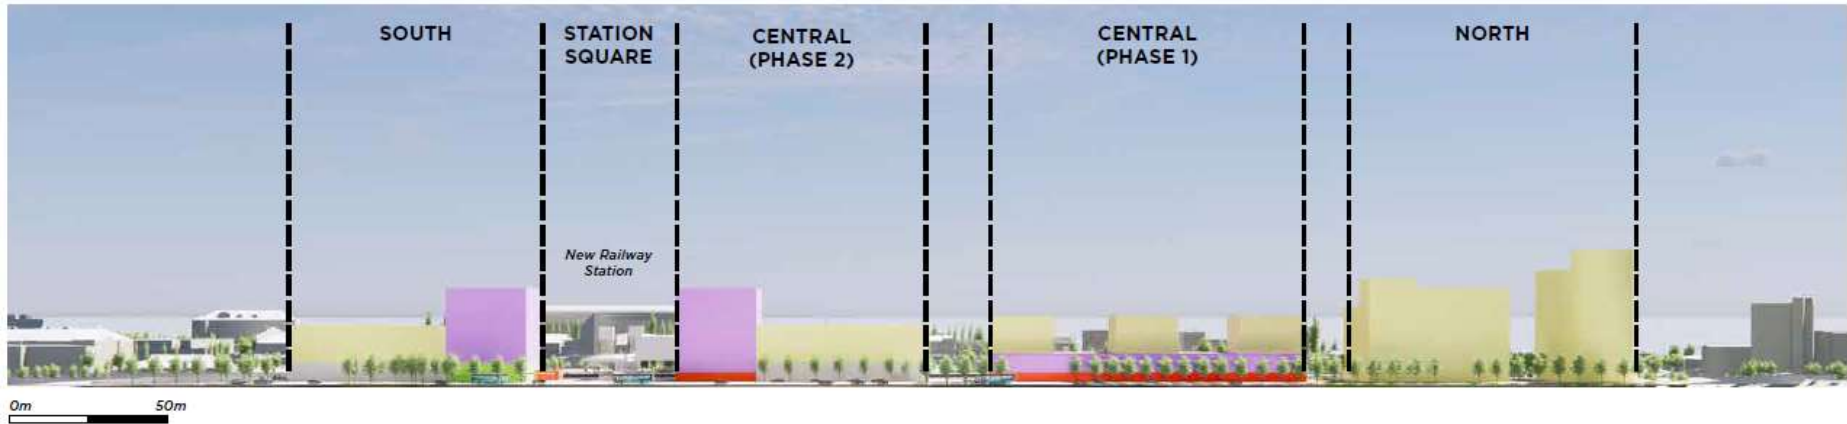 SOUTH
STATION
SQUARE
CENTRAL
(PHASE 2)
CENTRAL
(PHASE 1)
NORTH
New Railway
Station
0m
50m